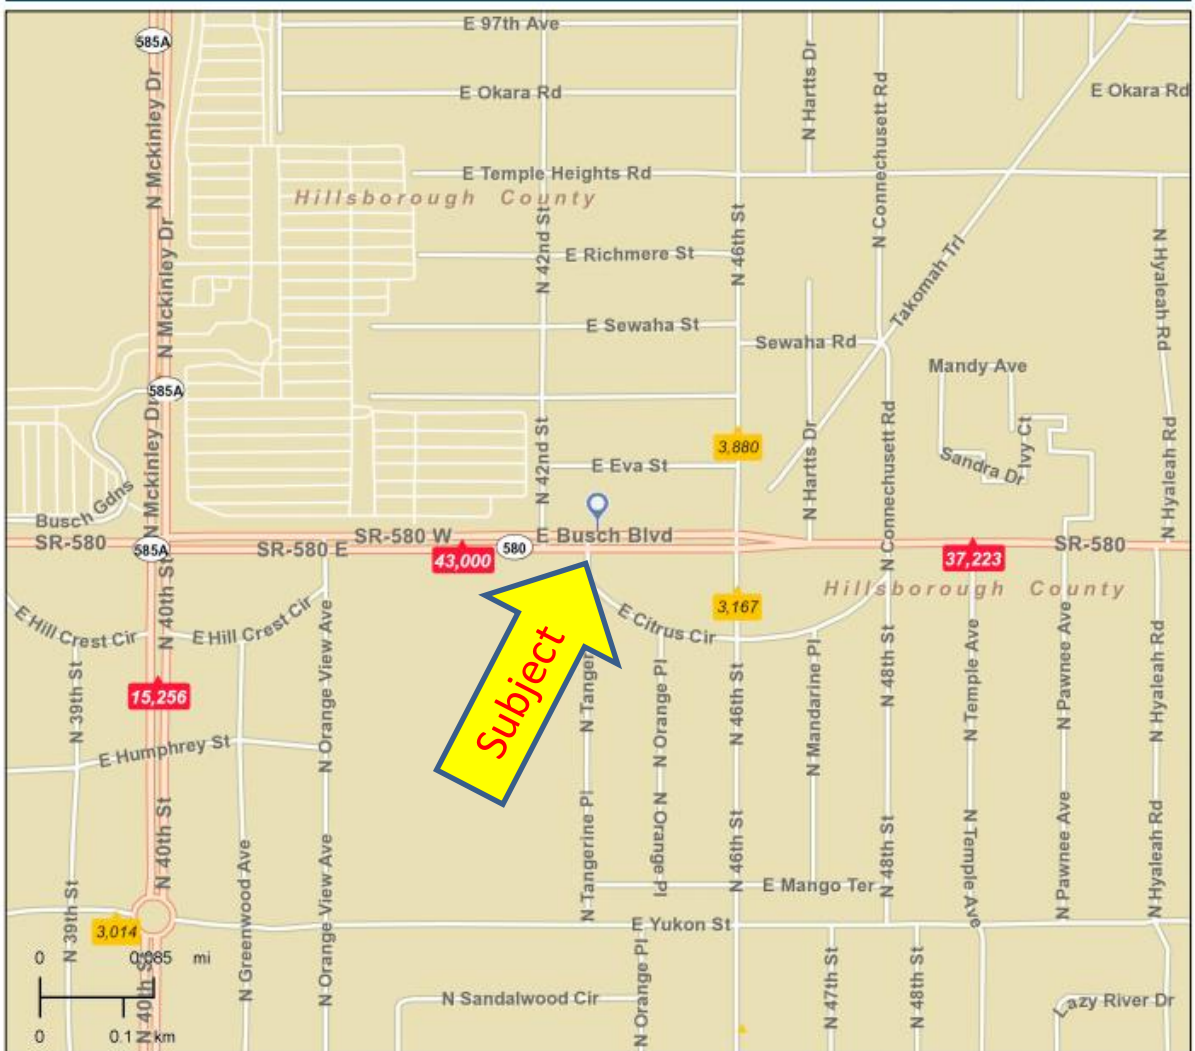 585A
E 97th Ave
N Hartts Dr
N Mckinley Dr
E Okara Rd
N Connechusett Rd
E Okara Rd
E Temple Heights Rd
Hillsborough County
N 42nd St
N 46th St
N Mckinley Dr
E Richmere St
Takomah Trl
N Hyaleah Rd
E Sewaha St
Sewaha Rd
Mandy Ave
585A
N Mckinley Dr
N 42nd St
3,880
N Hartts Dr
N Connechusett Rd
Ivy Ct
N Hyaleah Rd
E Eva St
Sandra Dr
Busch Gdns
SR-580
585A
SR-580 E
SR-580 W
43,000
580
E Busch Blvd
37,223
SR-580
Hillsborough County
N 40th St
E Hill Crest Cir
E Hill Crest Cir
3,167
E Citrus Cir
Subject
15,256
N 39th St
N Orange View Ave
N Tanger
N Orange Pl
N 46th St
N Mandarine Pl
N 48th St
N Temple Ave
N Pawnee Ave
N Hyaleah Rd
E Humphrey St
N 40th St
N Greenwood Ave
N Orange View Ave
N Tangerine Pl
N Orange Pl
N 46th St
E Mango Ter
N 48th St
N Temple Ave
N Pawnee Ave
N Hyaleah Rd
3,014
N 39th St
E Yukon St
0 0.085 mi
N 40th St
N Sandalwood Cir
N Orange Pl
N 47th St
N 48th St
Lazy River Dr
0 0.1 km